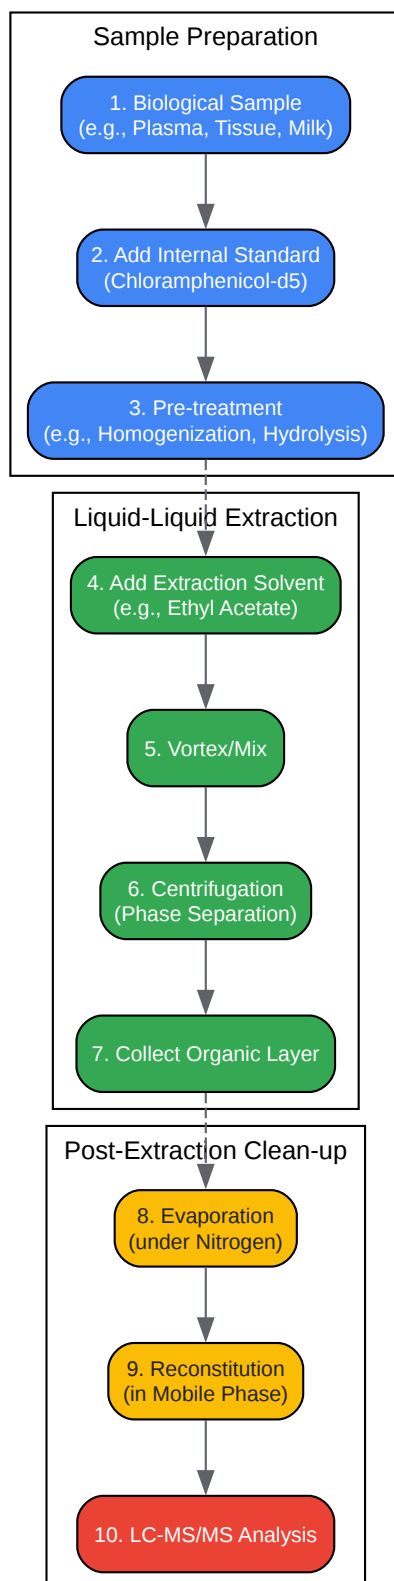 Sample Preparation
1. Biological Sample
(e.g., Plasma, Tissue, Milk)
2. Add Internal Standard
(Chloramphenicol-d5)
3. Pre-treatment
(e.g., Homogenization, Hydrolysis)
Liquid-Liquid Extraction
4. Add Extraction Solvent
(e.g., Ethyl Acetate)
5. Vortex/Mix
6. Centrifugation
(Phase Separation)
7. Collect Organic Layer
Post-Extraction Clean-up
8. Evaporation
(under Nitrogen)
9. Reconstitution
(in Mobile Phase)
10. LC-MS/MS Analysis